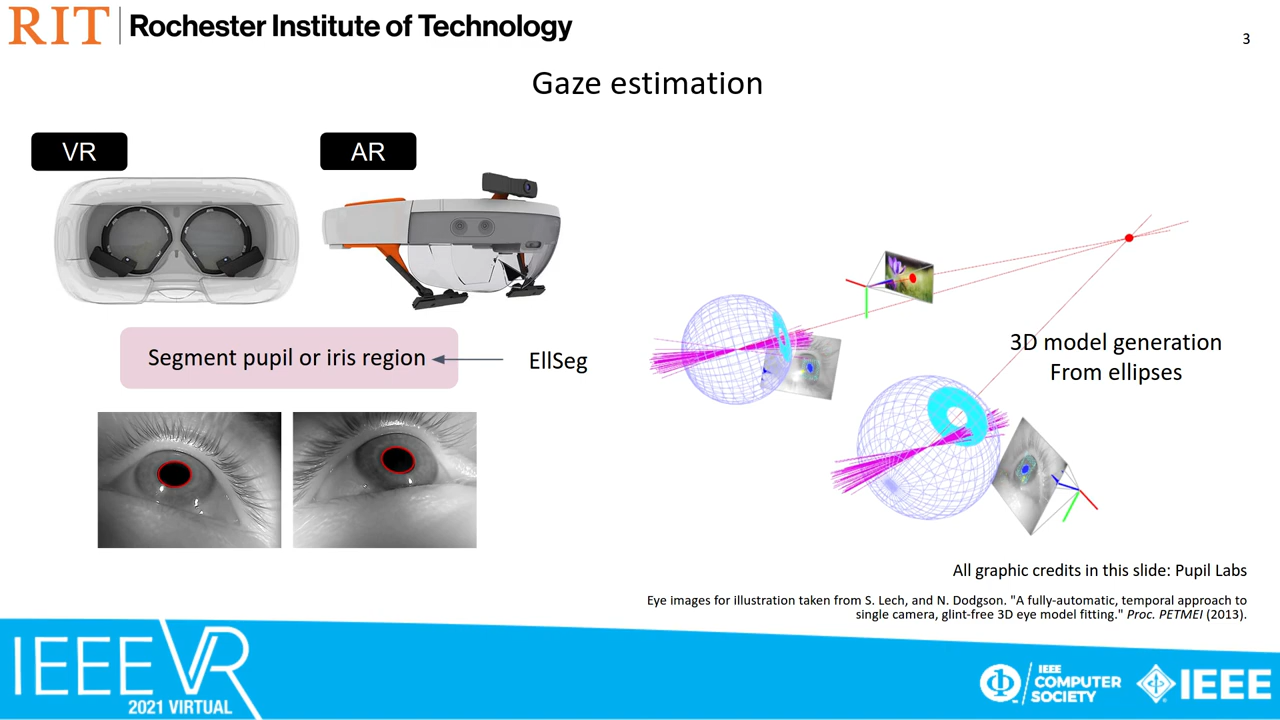 RIT | Rochester Institute of Technology
3
Gaze estimation
VR
AR
Segment pupil or iris region
EllSeg
3D model generation
From ellipses
All graphic credits in this slide: Pupil Labs
Eye images for illustration taken from S. Lech, and N. Dodgson. "A fully-automatic, temporal approach to
single camera, glint-free 3D eye model fitting." Proc. PETMEI (2013).
IEEE VR
2021 VIRTUAL
IEEE
COMPUTER
SOCIETY
IEEE